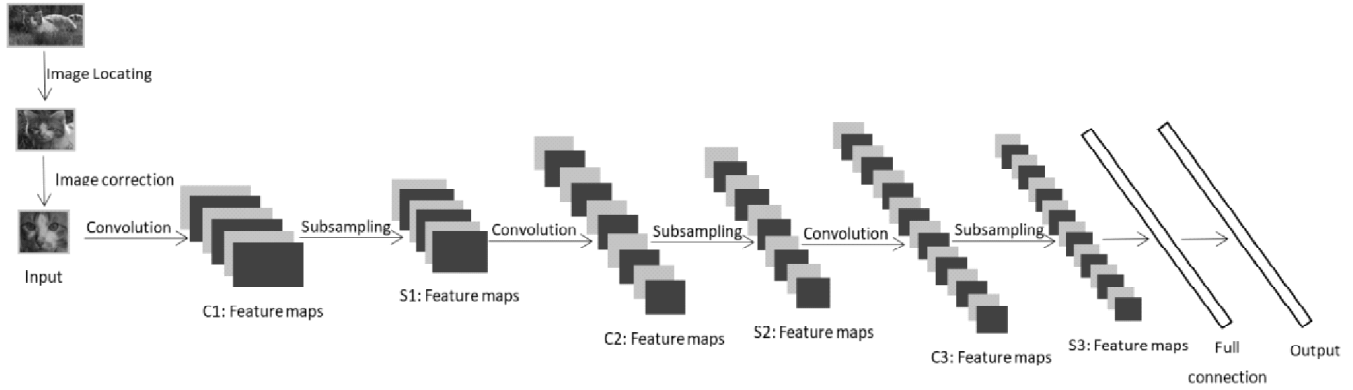 Image Locating
Image correction
Convolution
Subsampling
Convolution
Subsampling
Convolution
Subsampling
Input
C1: Feature maps
S1: Feature maps
C2: Feature maps
S2: Feature maps
C3: Feature maps
S3: Feature maps
Full
connection
Output